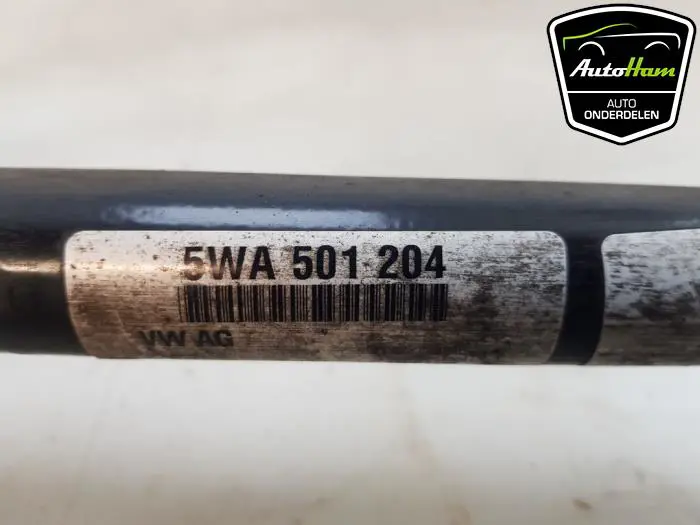 AutoHam
AUTO
ONDERDELEN
5WA 501 204
VW AG